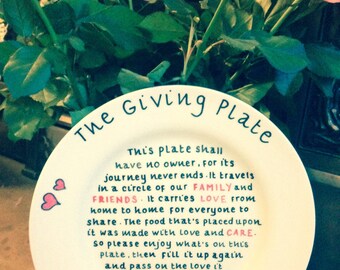 The Giving Plate
This plate shall
have no owner, for its
journey never ends. It travels
in a circle of our FAMILY and
FRIENDS. It carries LOVE from
home to home for everyone to
share. The food that's placed upon
it was made with love and CARE.
So please enjoy what's on this
plate, then fill it up again
and pass on the love it